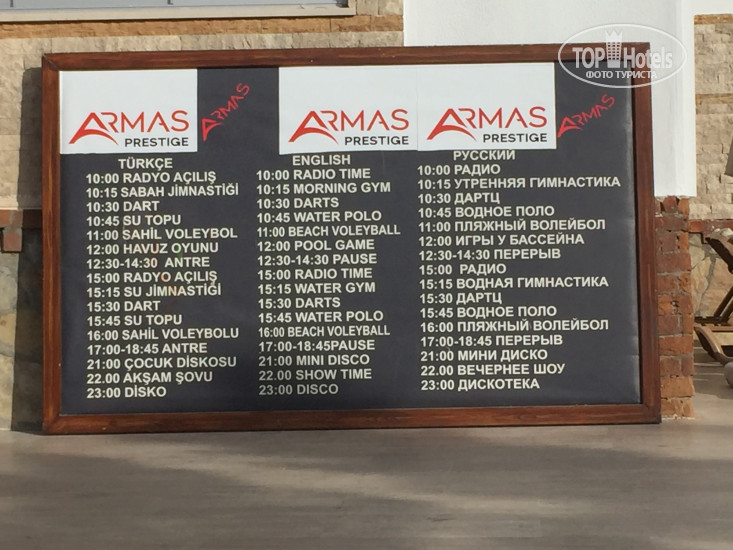 TOP Hotels
ФОТО ТУРИСТА
ARMAS
PRESTIGE
ARMAS
TÜRKÇE
10:00 RADYO AÇILIŞ
10:15 SABAH JİMNASTİĞİ
10:30 DART
10:45 SU TOPU
11:00 SAHİL VOLEYBOL
12:00 HAVUZ OYUNU
12:30-14:30 ANTRE
15:00 RADYO AÇILIŞ
15:15 SU JİMNASTİĞİ
15:30 DART
15:45 SU TOPU
16:00 SAHİL VOLEYBOLU
17:00-18:45 ANTRE
21:00 ÇOCUK DİSKOSU
22.00 AKŞAM ŞOVU
23:00 DİSKO
ARMAS
PRESTIGE
ENGLISH
10:00 RADIO TIME
10:15 MORNING GYM
10:30 DARTS
10:45 WATER POLO
11:00 BEACH VOLLEYBALL
12:00 POOL GAME
12:30-14:30 PAUSE
15:00 RADIO TIME
15:15 WATER GYM
15:30 DARTS
15:45 WATER POLO
16:00 BEACH VOLLEYBALL
17:00-18:45PAUSE
21:00 MINI DISCO
22.00 SHOW TIME
23:00 DISCO
ARMAS
PRESTIGE
ARMAS
РУССКИЙ
10:00 РАДИО
10:15 УТРЕННЯЯ ГИМНАСТИКА
10:30 ДАРТЦ
10:45 ВОДНОЕ ПОЛО
11:00 ПЛЯЖНЫЙ ВОЛЕЙБОЛ
12:00 ИГРЫ У БАССЕЙНА
12:30-14:30 ПЕРЕРЫВ
15:00 РАДИО
15:15 ВОДНАЯ ГИМНАСТИКА
15:30 ДАРТЦ
15:45 ВОДНОЕ ПОЛО
16:00 ПЛЯЖНЫЙ ВОЛЕЙБОЛ
17:00-18:45 ПЕРЕРЫВ
21:00 МИНИ ДИСКО
22.00 ВЕЧЕРНЕЕ ШОУ
23:00 ДИСКОТЕКА